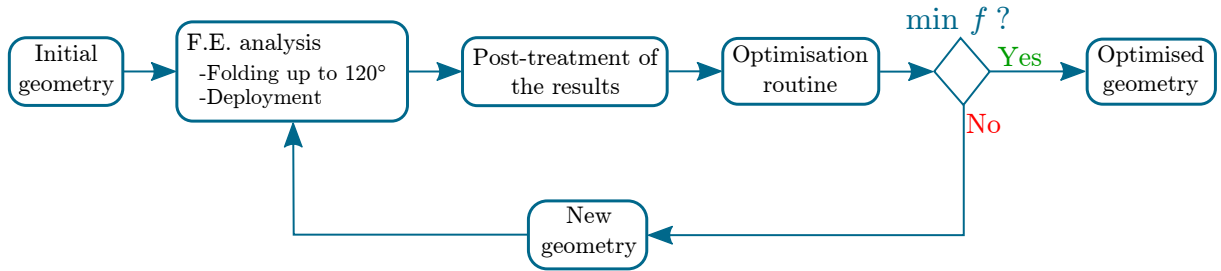 Initial
geometry
F.E. analysis
-Folding up to 120°
-Deployment
Post-treatment of
the results
Optimisation
routine
min f ?
Yes
Optimised
geometry
No
New
geometry